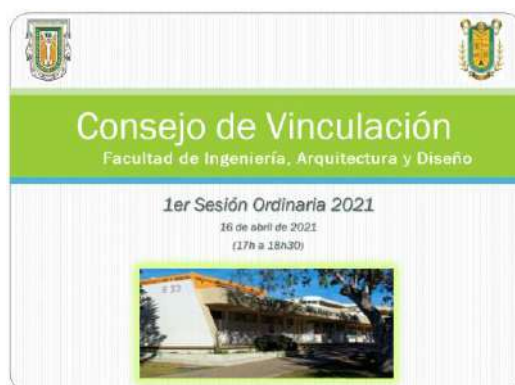 Consejo de Vinculación
Facultad de Ingeniería, Arquitectura y Diseño
1er Sesión Ordinaria 2021
16 de abril de 2021
(17h a 18h30)